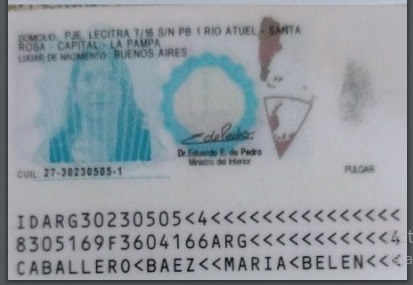 DOMICILIO: PJE. LECITRA T/16 S/N PB 1 RIO ATUEL - SANTA
ROSA - CAPITAL - LA PAMPA
LUGAR DE NACIMIENTO: BUENOS AIRES
Dr. Eduardo E. de Pedro
Ministro del Interior
CUIL: 27-30230505-1
PULGAR
IDARG30230505<4<<<<<<<<<<<<<<<
8305169F3604166ARG<<<<<<<<<<<4
CABALLERO<BAEZ<<MARIA<BELEN<<<